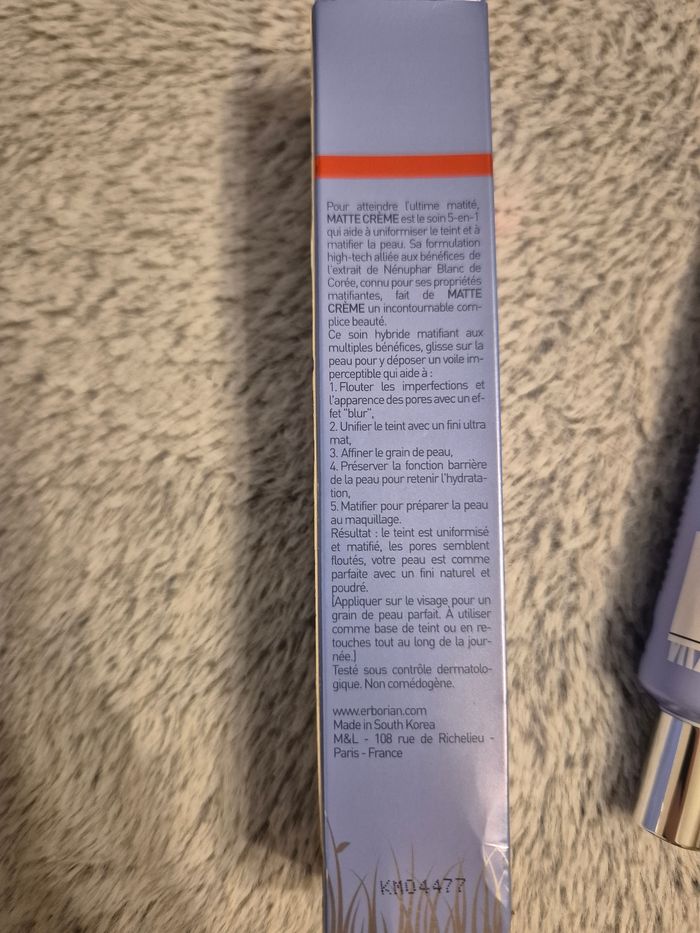 Pour atteindre l'ultime matité,
MATTE CRÈME est le soin 5-en-1
qui aide à uniformiser le teint et à
matifier la peau. Sa formulation
high-tech alliée aux bénéfices de
l'extrait de Nénuphar Blanc de
Corée, connu pour ses propriétés
matifiantes, fait de MATTE
CRÈME un incontournable com-
plice beauté.
Ce soin hybride matifiant aux
multiples bénéfices, glisse sur la
peau pour y déposer un voile im-
perceptible qui aide à :
1. Flouter les imperfections et
l'apparence des pores avec un ef-
fet "blur",
2. Unifier le teint avec un fini ultra
mat,
3. Affiner le grain de peau,
4. Préserver la fonction barrière
de la peau pour retenir l'hydrata-
tion,
5. Matifier pour préparer la peau
au maquillage.
Résultat : le teint est uniformisé
et matifié, les pores semblent
floutés, votre peau est comme
parfaite avec un fini naturel et
poudré.
[Appliquer sur le visage pour un
grain de peau parfait. À utiliser
comme base de teint ou en re-
touches tout au long de la jour-
née.]
Testé sous contrôle dermatolo-
gique. Non comédogène.
www.erborian.com
Made in South Korea
M&L - 108 rue de Richelieu -
Paris - France
KM04477